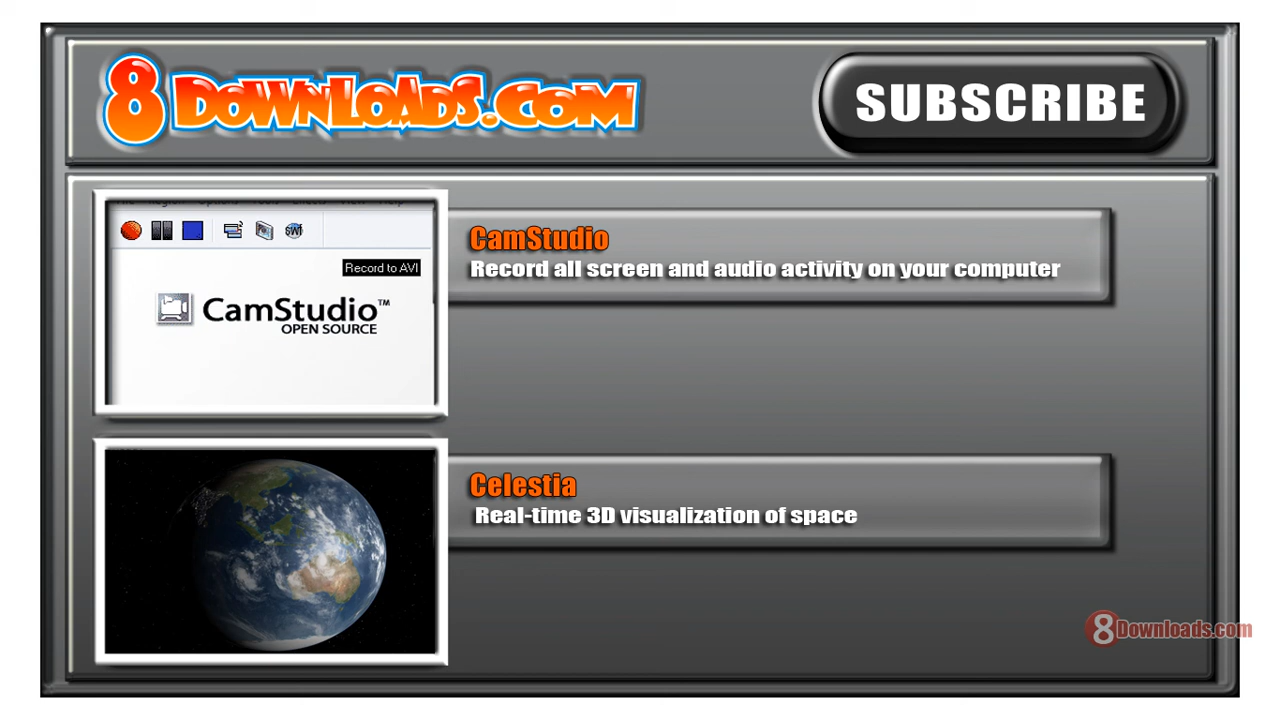 8Downloads.com
SUBSCRIBE
Record to AVI
CamStudio™
OPEN SOURCE
CamStudio
Record all screen and audio activity on your computer
Celestia
Real-time 3D visualization of space
8Downloads.com